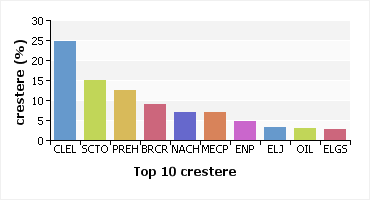 crestere (%)
30
25
20
15
10
5
0
CLEL SCTO PREH BRCR NACH MECP ENP ELJ OIL ELGS
Top 10 crestere